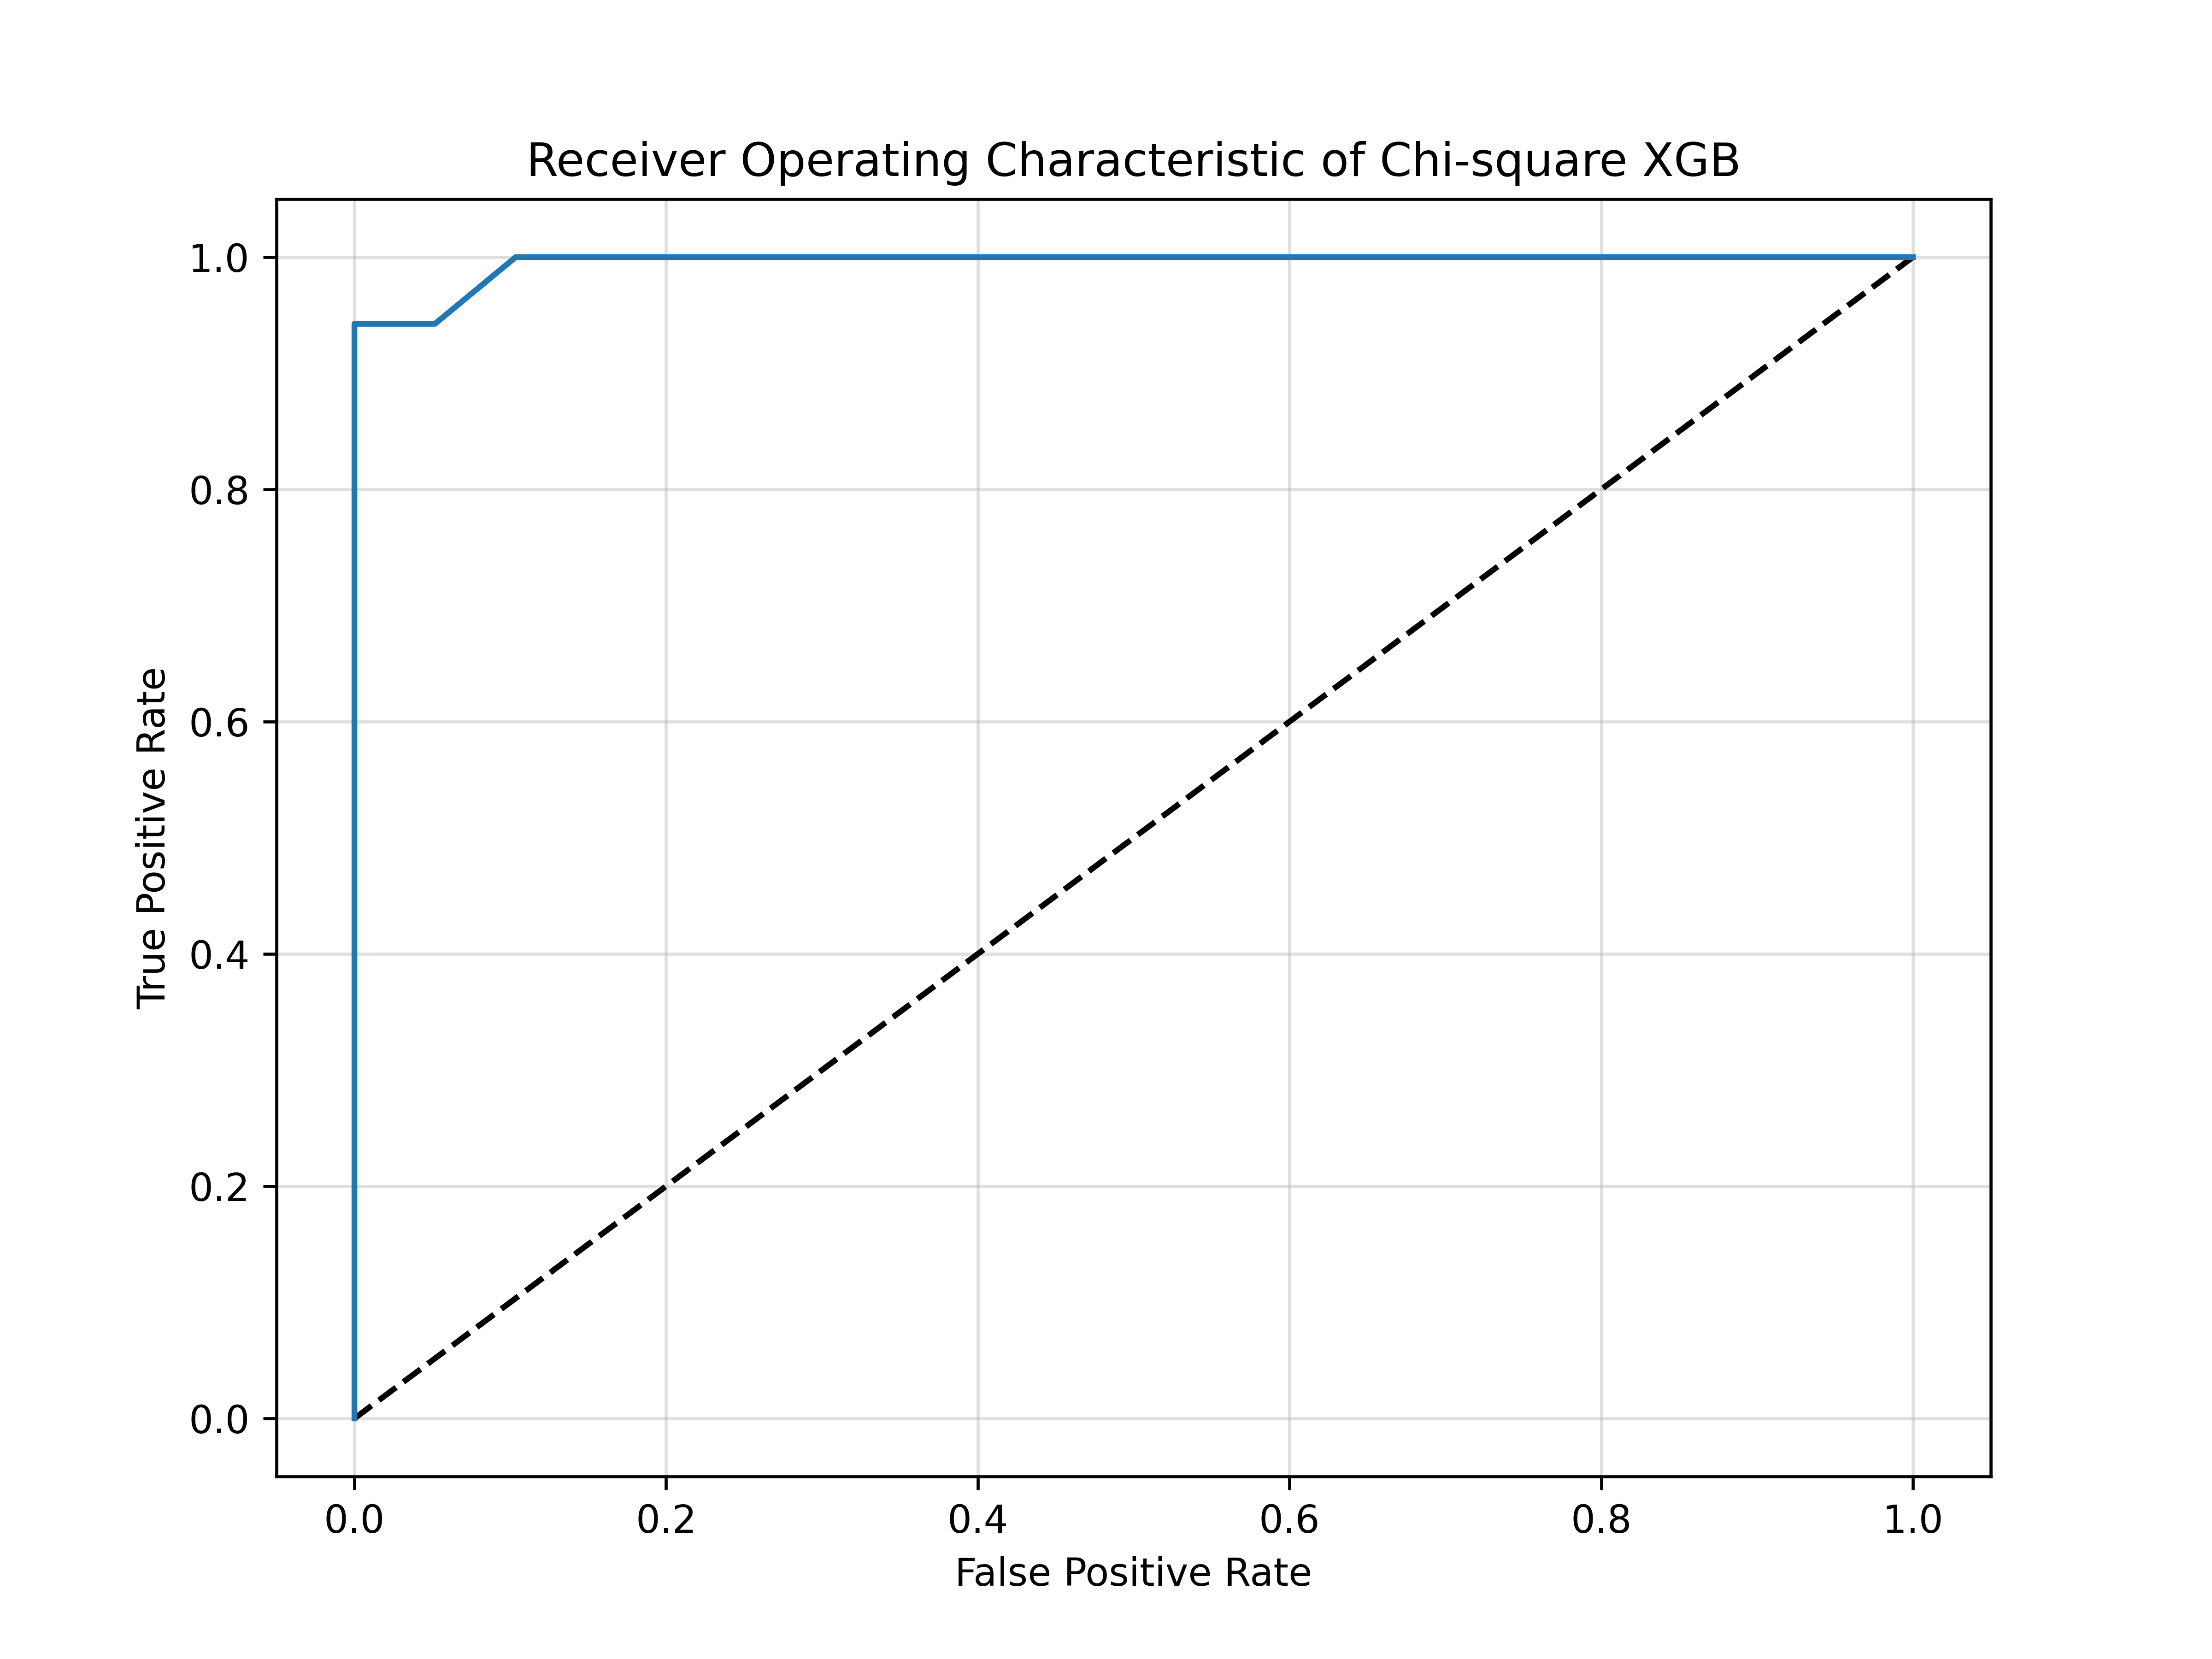 Receiver Operating Characteristic of Chi-square XGB
True Positive Rate
1.0
0.8
0.6
0.4
0.2
0.0
0.0 0.2 0.4 0.6 0.8 1.0
False Positive Rate